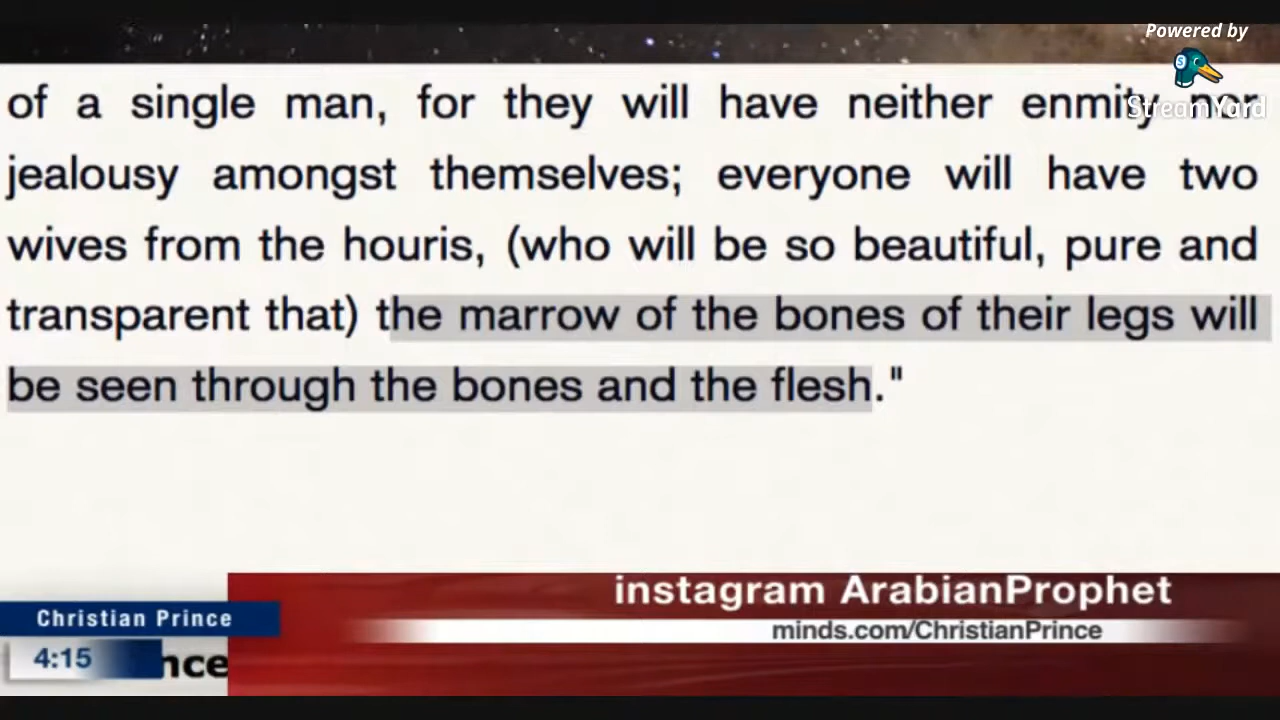 Powered by
StreamYard
of a single man, for they will have neither enmity nor
jealousy amongst themselves; everyone will have two
wives from the houris, (who will be so beautiful, pure and
transparent that) the marrow of the bones of their legs will
be seen through the bones and the flesh."
instagram ArabianProphet
Christian Prince
minds.com/ChristianPrince
4:15
nce